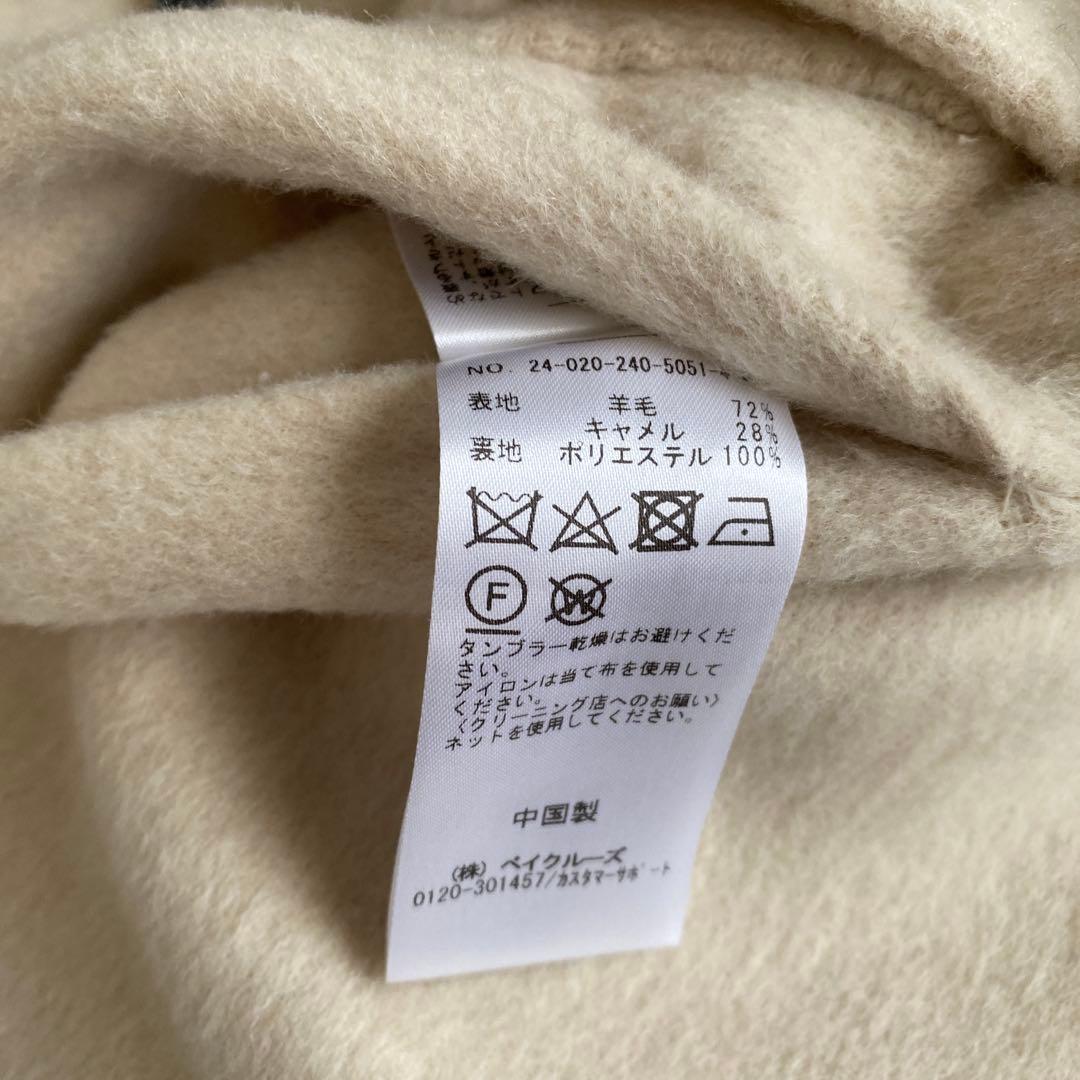 NO. 24-020-240-5051-
表地 羊毛 72%
キャメル 28%
裏地 ポリエステル 100%
F
W
タンブラー乾燥はお避けくだ
さい。
アイロンは当て布を使用して
ください。
〈クリーニング店へのお願い〉
ネットを使用してください。
中国製
(株) ベイクルーズ
0120-301457/カスタマーサポート